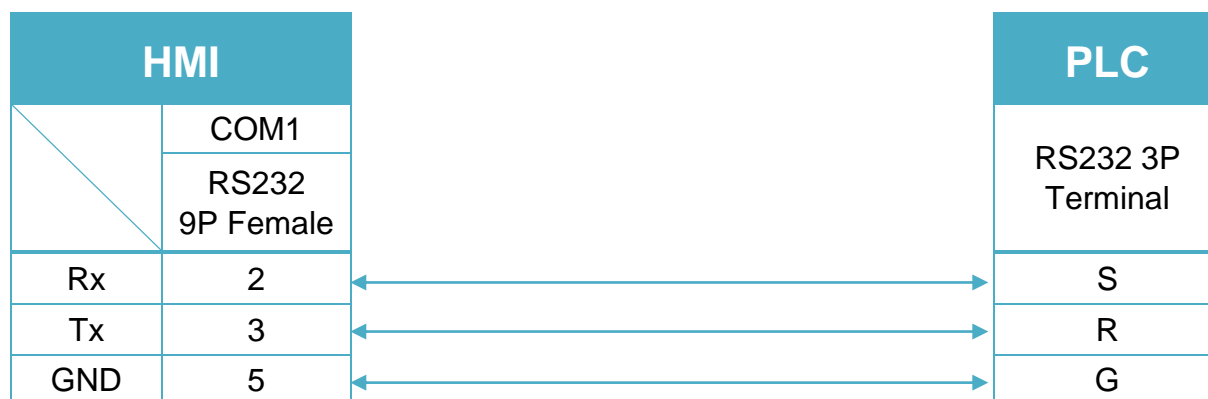 HMI
PLC
COM1
RS232
9P Female
RS232 3P
Terminal
Rx 2 S
Tx 3 R
GND 5 G